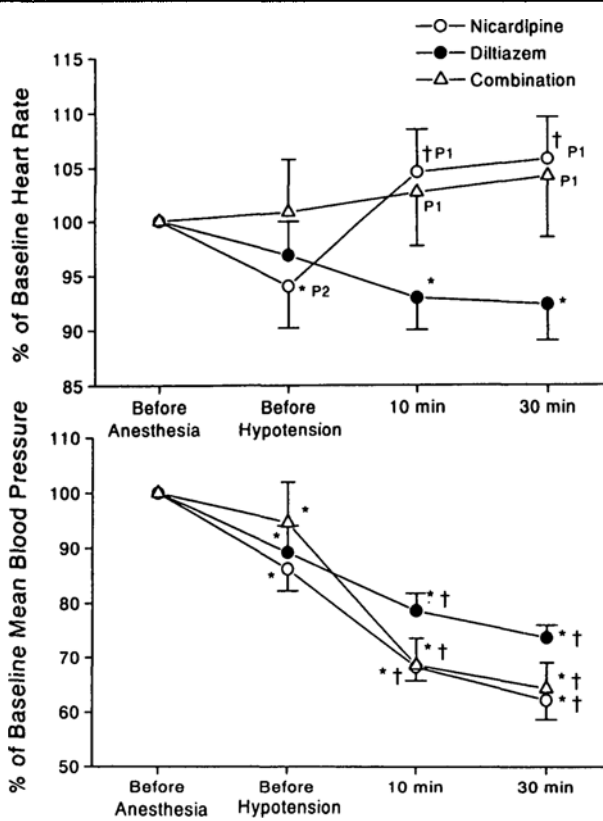 Nicardipine
Diltiazem
Combination
% of Baseline Heart Rate
115
110
105
100
95
90
85
† P1
P1
† P1
P1
* P2
*
*
Before Anesthesia
Before Hypotension
10 min
30 min
% of Baseline Mean Blood Pressure
110
100
90
80
70
60
50
*
*
*
* †
* †
* †
* †
* †
* †
Before Anesthesia
Before Hypotension
10 min
30 min